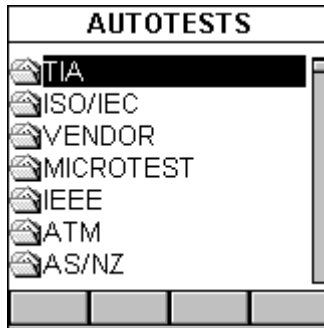 AUTOTESTS
TIA
ISO/IEC
VENDOR
MICROTEST
IEEE
ATM
AS/NZ